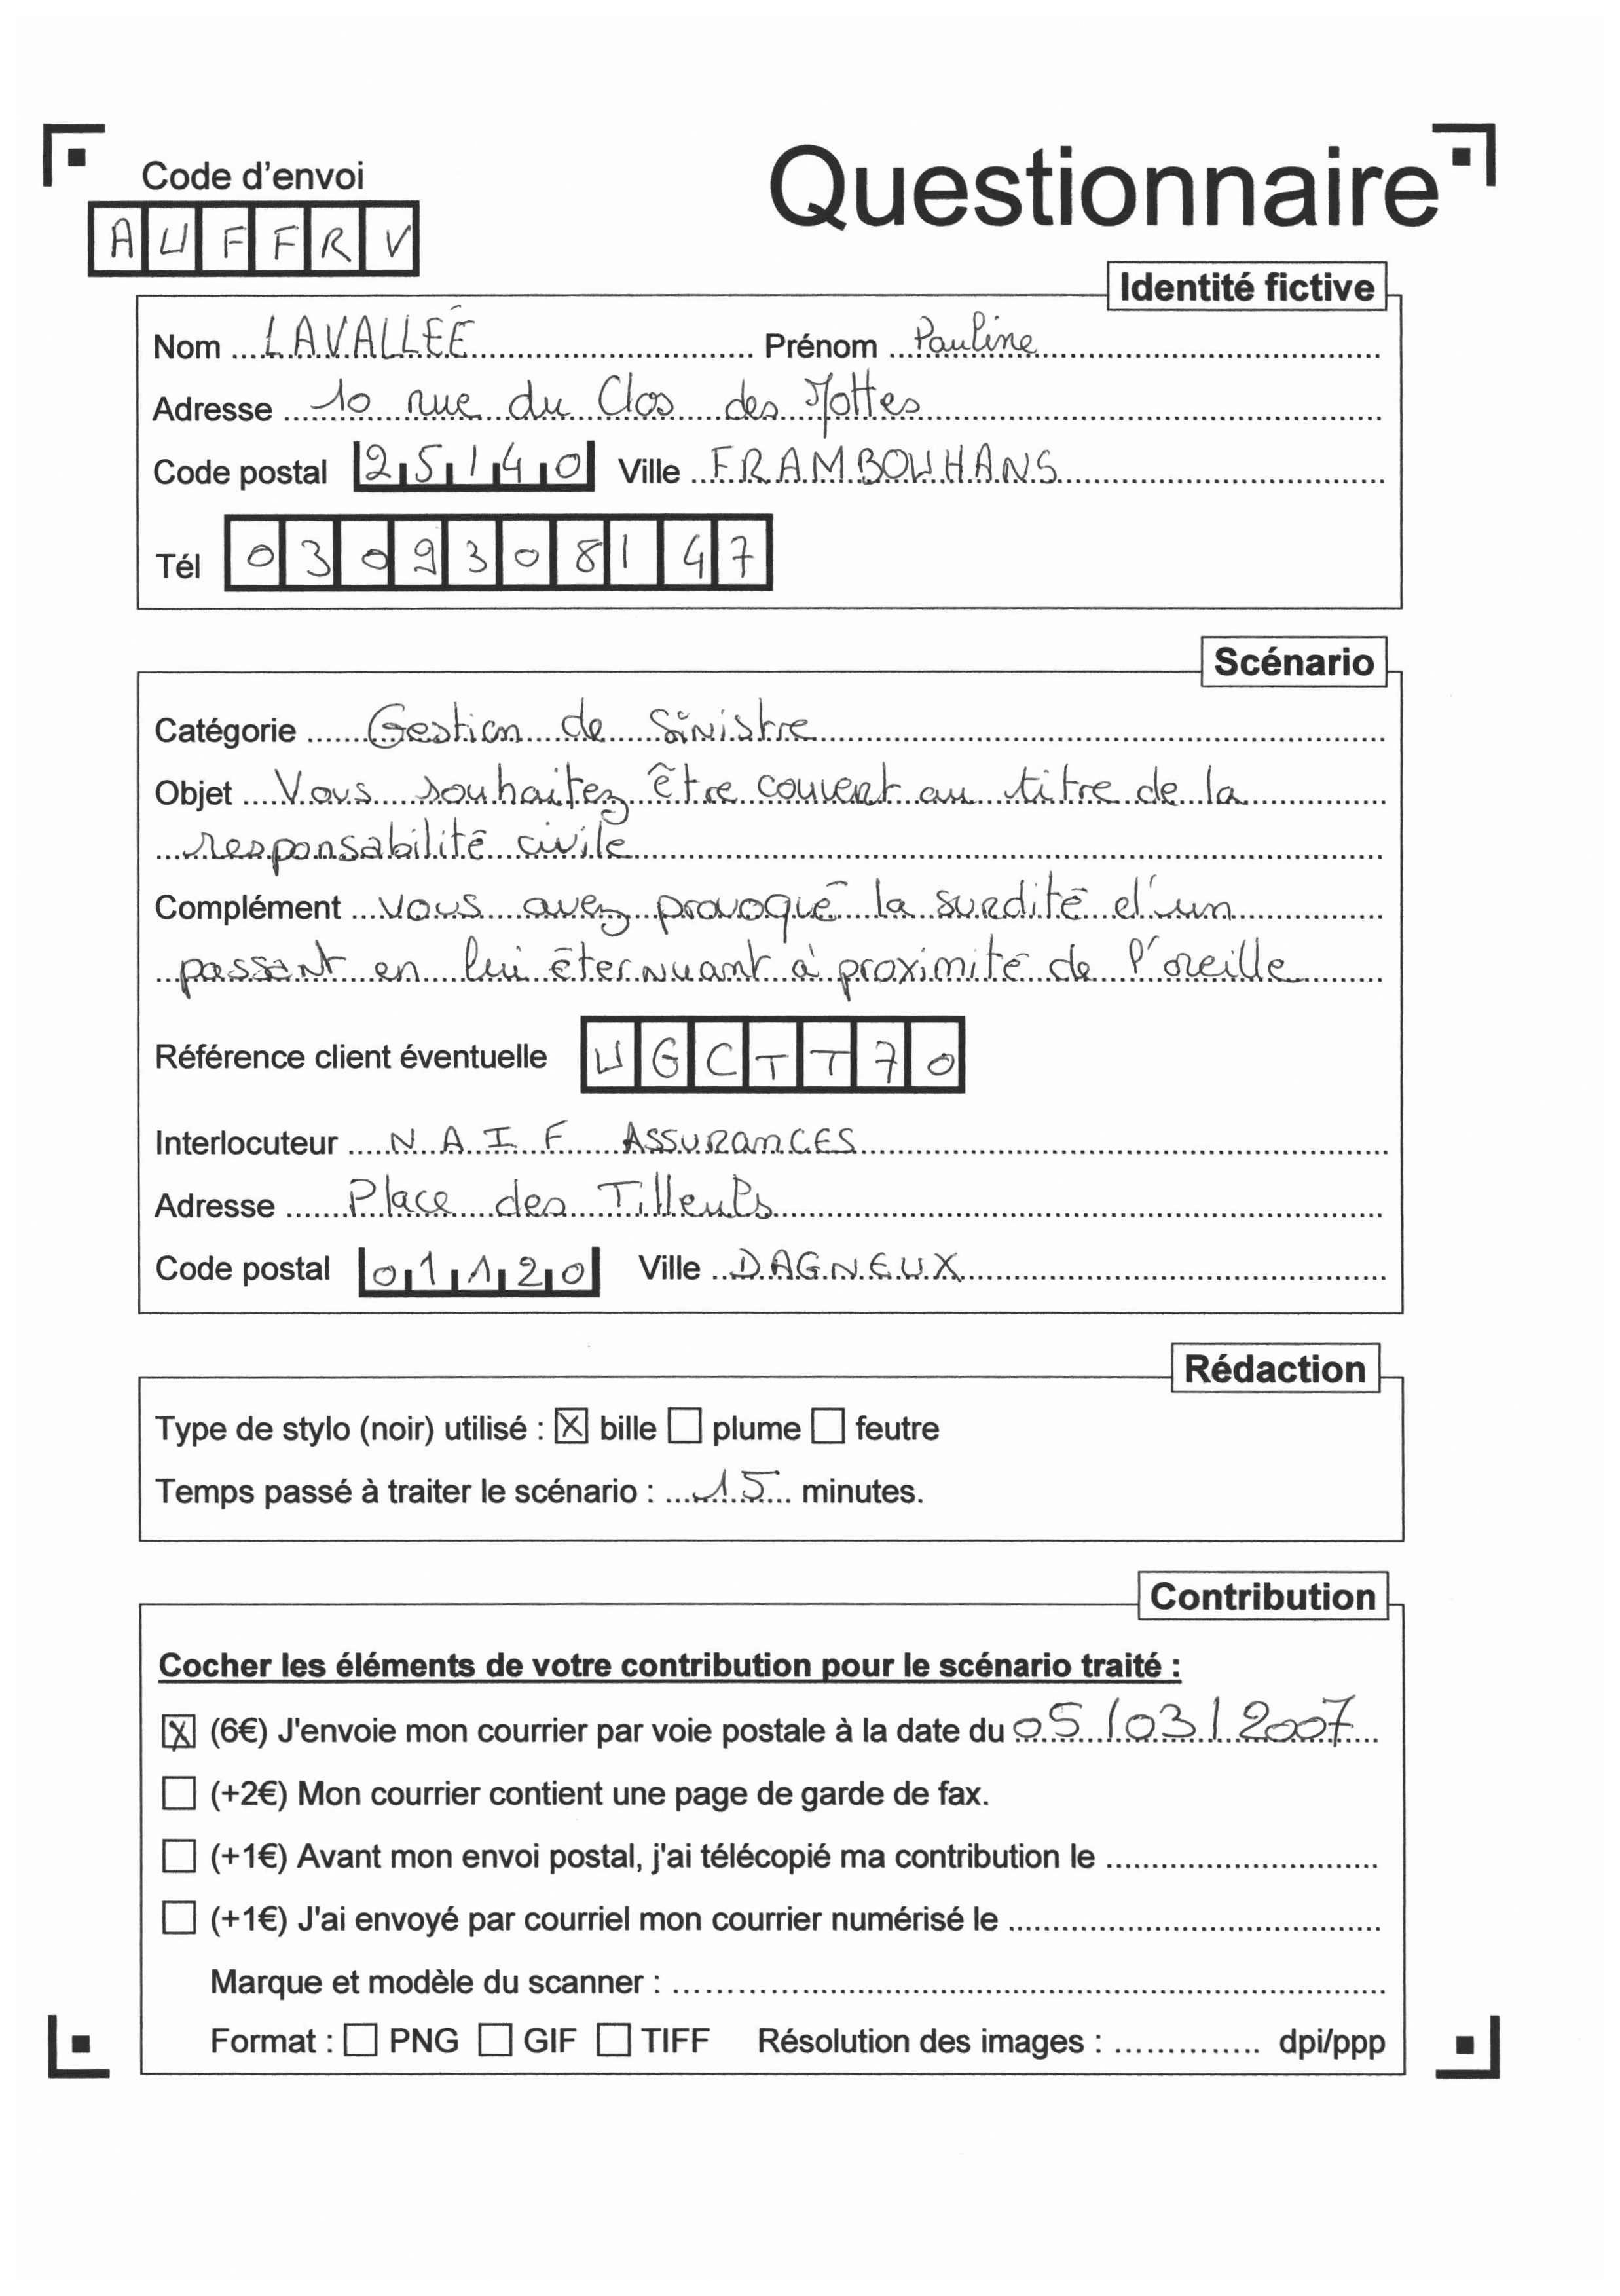 Code d'envoi
Questionnaire
AUFFRV
Identité fictive
Nom LAVALLEÉ Prénom Pauline
Adresse 10 rue du Clos des Mottes
Code postal 25140 Ville FRAMBOUHANS
Tél 0309308147
Scénario
Catégorie Gestion de Sinistre
Objet Vous souhaitez être couvert au titre de la
responsabilité civile
Complément vous avez provoqué la surdité d'un
passant en lui éternuant à proximité de l'oreille
Référence client éventuelle UGCTT70
Interlocuteur N.A.I.F ASSURANCES
Adresse Place des Tilleuls
Code postal 01120 Ville DAGNEUX
Rédaction
Type de stylo (noir) utilisé : ☒ bille ☐ plume ☐ feutre
Temps passé à traiter le scénario : 15 minutes.
Contribution
Cocher les éléments de votre contribution pour le scénario traité :
☒ (6€) J'envoie mon courrier par voie postale à la date du 05/03/2007
☐ (+2€) Mon courrier contient une page de garde de fax.
☐ (+1€) Avant mon envoi postal, j'ai télécopié ma contribution le
☐ (+1€) J'ai envoyé par courriel mon courrier numérisé le
Marque et modèle du scanner :
Format : ☐ PNG ☐ GIF ☐ TIFF Résolution des images : dpi/ppp